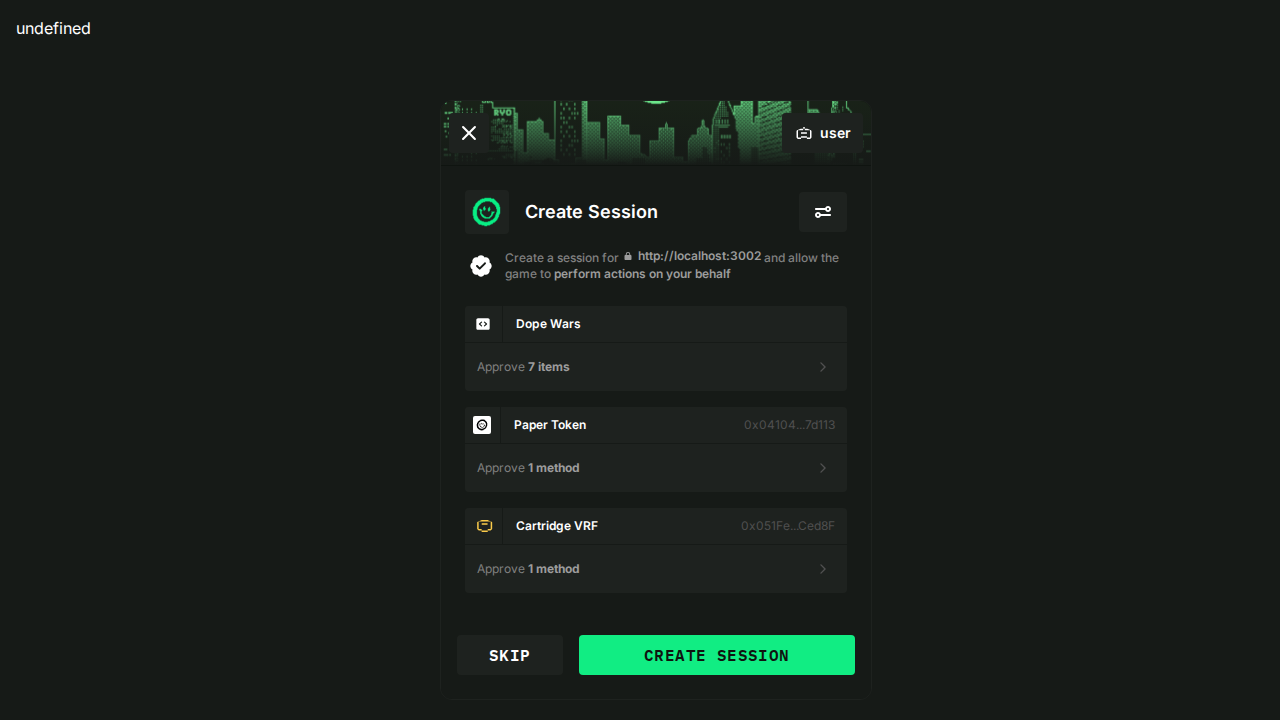 undefined
RYO
user
Create Session
Create a session for http://localhost:3002 and allow the
game to perform actions on your behalf
Dope Wars
Approve 7 items
Paper Token 0x04104...7d113
Approve 1 method
Cartridge VRF 0x051Fe...Ced8F
Approve 1 method
SKIP CREATE SESSION